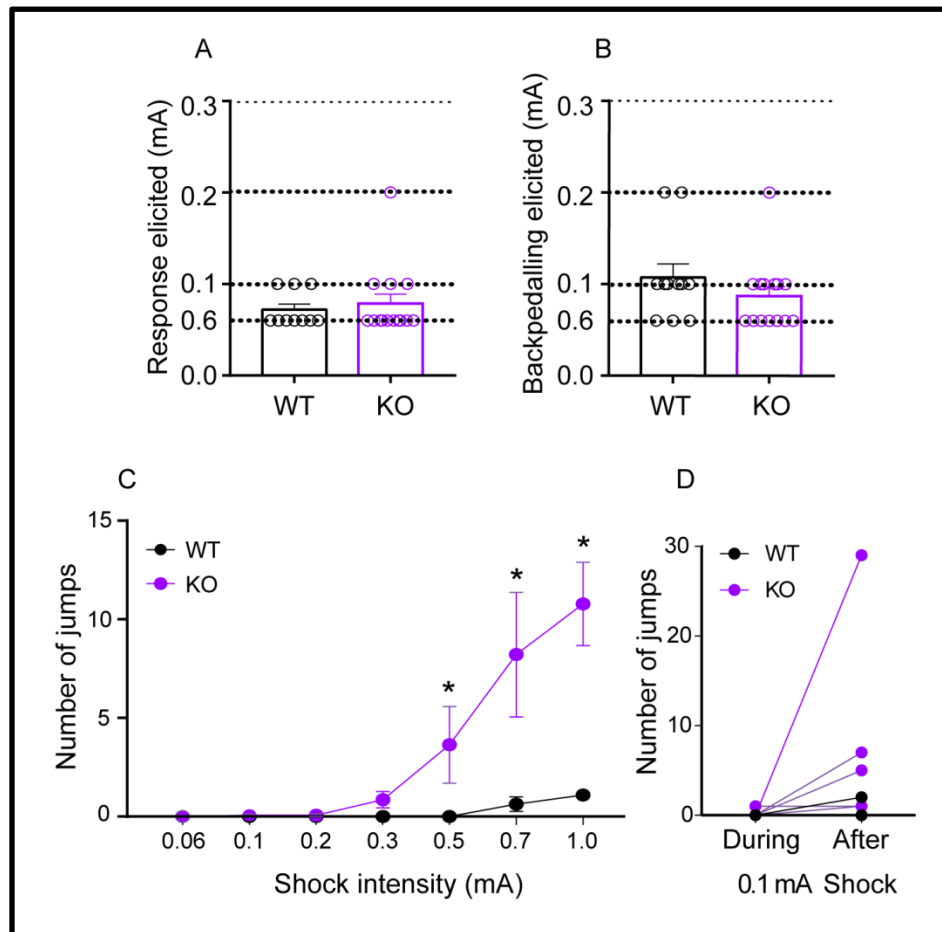 A
Response elicited (mA)
0.3
0.2
0.1
0.6
0.0
WT KO
B
Backpedalling elicited (mA)
0.3
0.2
0.1
0.6
0.0
WT KO
C
Number of jumps
15
10
5
0
WT
KO
*
*
*
0.06 0.1 0.2 0.3 0.5 0.7 1.0
Shock intensity (mA)
D
Number of jumps
30
20
10
0
WT
KO
During After
0.1 mA Shock